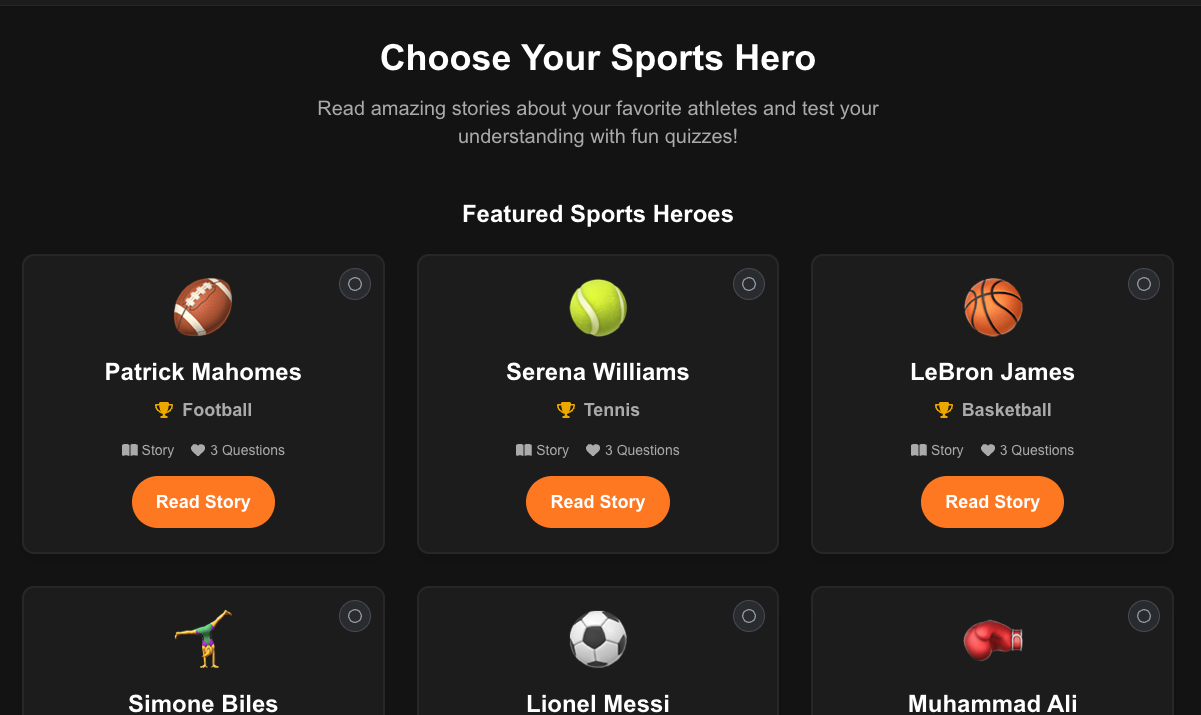 Choose Your Sports Hero
Read amazing stories about your favorite athletes and test your
understanding with fun quizzes!
Featured Sports Heroes
Patrick Mahomes
Football
Story 3 Questions
Read Story
Serena Williams
Tennis
Story 3 Questions
Read Story
LeBron James
Basketball
Story 3 Questions
Read Story
Simone Biles
Lionel Messi
Muhammad Ali